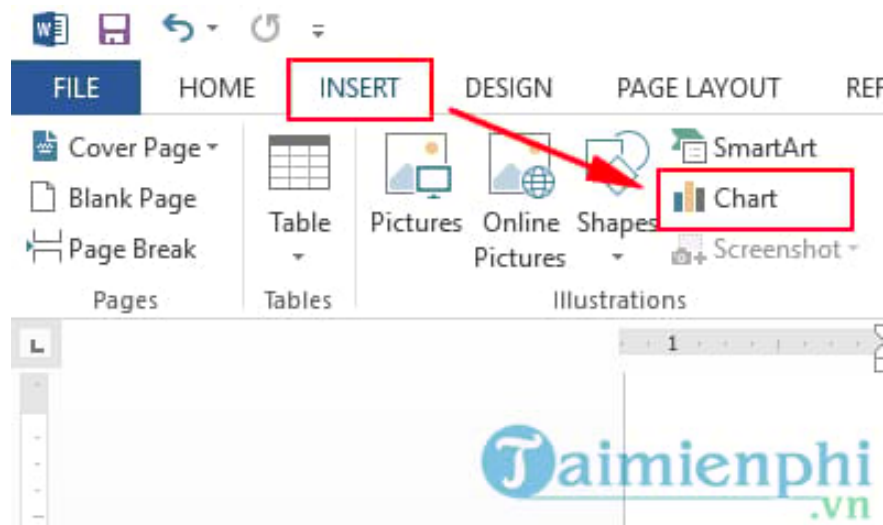 FILE HOME INSERT DESIGN PAGE LAYOUT REF
Cover Page
Blank Page
Page Break
Pages
Table
Tables
Pictures
Online
Pictures
Shapes
SmartArt
Chart
Screenshot
Illustrations
L
1
Taimienphi
.vn